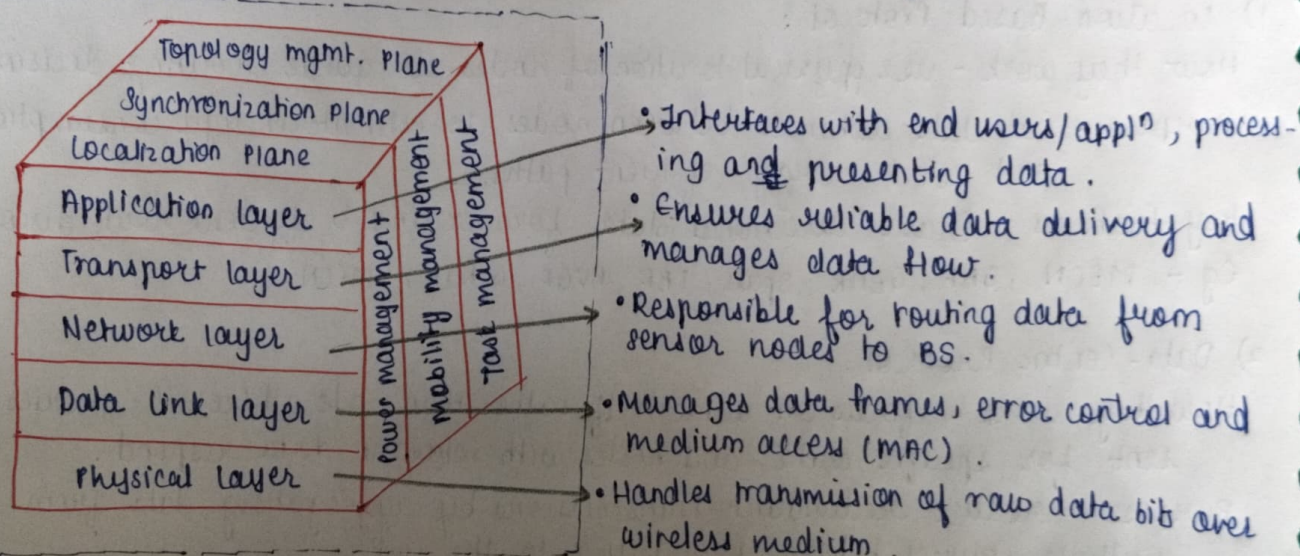 Topology mgmt. Plane
Synchronization Plane
Localization Plane
Application layer
Transport layer
Network layer
Data Link layer
Physical layer
Power management
Mobility management
Task management
• Interfaces with end users/applⁿ, process-
ing and presenting data.
• Ensures reliable data delivery and
manages data flow.
• Responsible for routing data from
sensor nodes to BS.
• Manages data frames, error control and
medium access (MAC).
• Handles transmission of raw data bits over
wireless medium